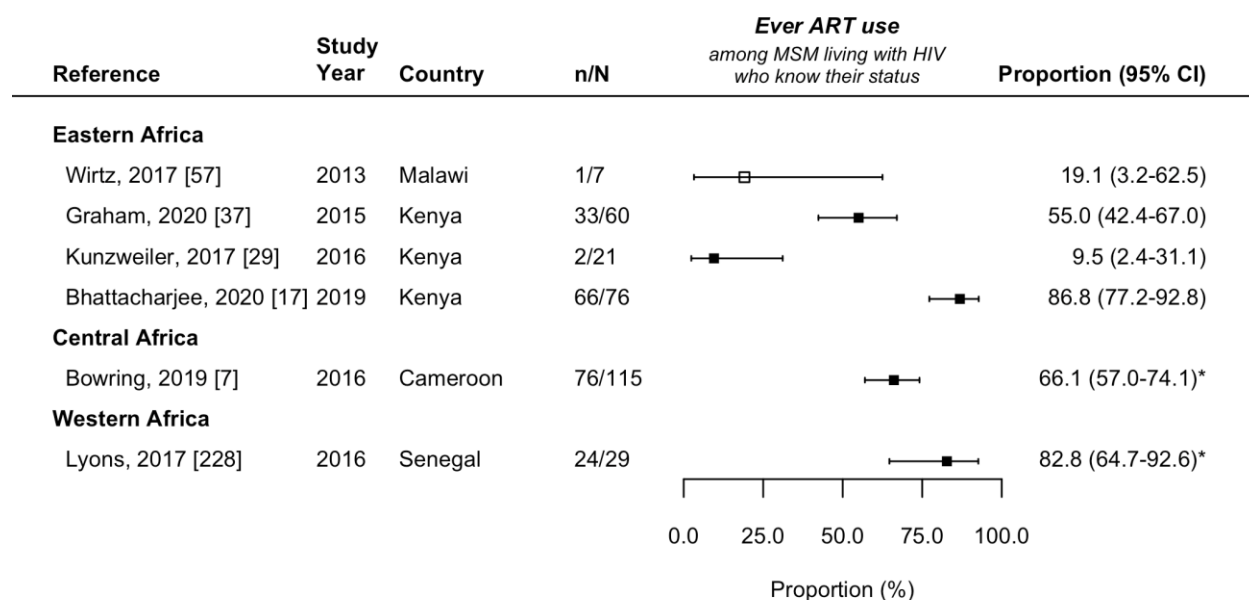 Ever ART use
among MSM living with HIV
who know their status
Reference Study Year Country n/N Proportion (95% CI)
Eastern Africa
Wirtz, 2017 [57] 2013 Malawi 1/7 19.1 (3.2-62.5)
Graham, 2020 [37] 2015 Kenya 33/60 55.0 (42.4-67.0)
Kunzweiler, 2017 [29] 2016 Kenya 2/21 9.5 (2.4-31.1)
Bhattacharjee, 2020 [17] 2019 Kenya 66/76 86.8 (77.2-92.8)
Central Africa
Bowring, 2019 [7] 2016 Cameroon 76/115 66.1 (57.0-74.1)*
Western Africa
Lyons, 2017 [228] 2016 Senegal 24/29 82.8 (64.7-92.6)*
0.0 25.0 50.0 75.0 100.0
Proportion (%)